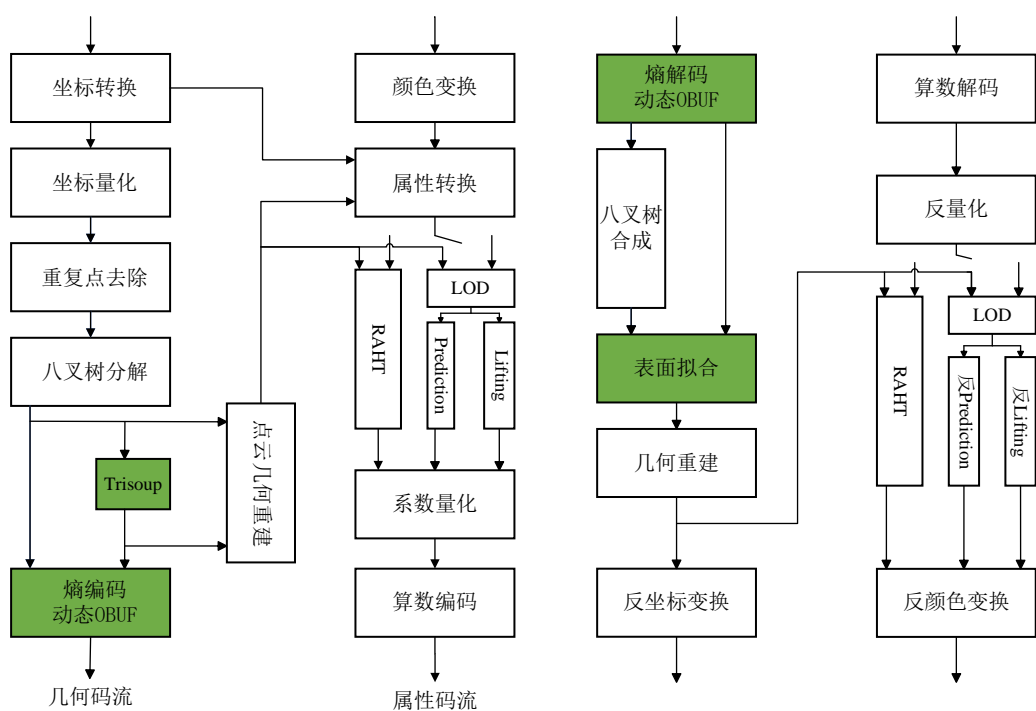 坐标转换
坐标量化
重复点去除
八叉树分解
Trisoup
点云几何重建
熵编码
动态OBUF
几何码流
颜色变换
属性转换
RAHT
LOD
Prediction
Lifting
系数量化
算数编码
属性码流
熵解码
动态OBUF
八叉树
合成
表面拟合
几何重建
反坐标变换
算数解码
反量化
RAHT
LOD
反Prediction
反Lifting
反颜色变换